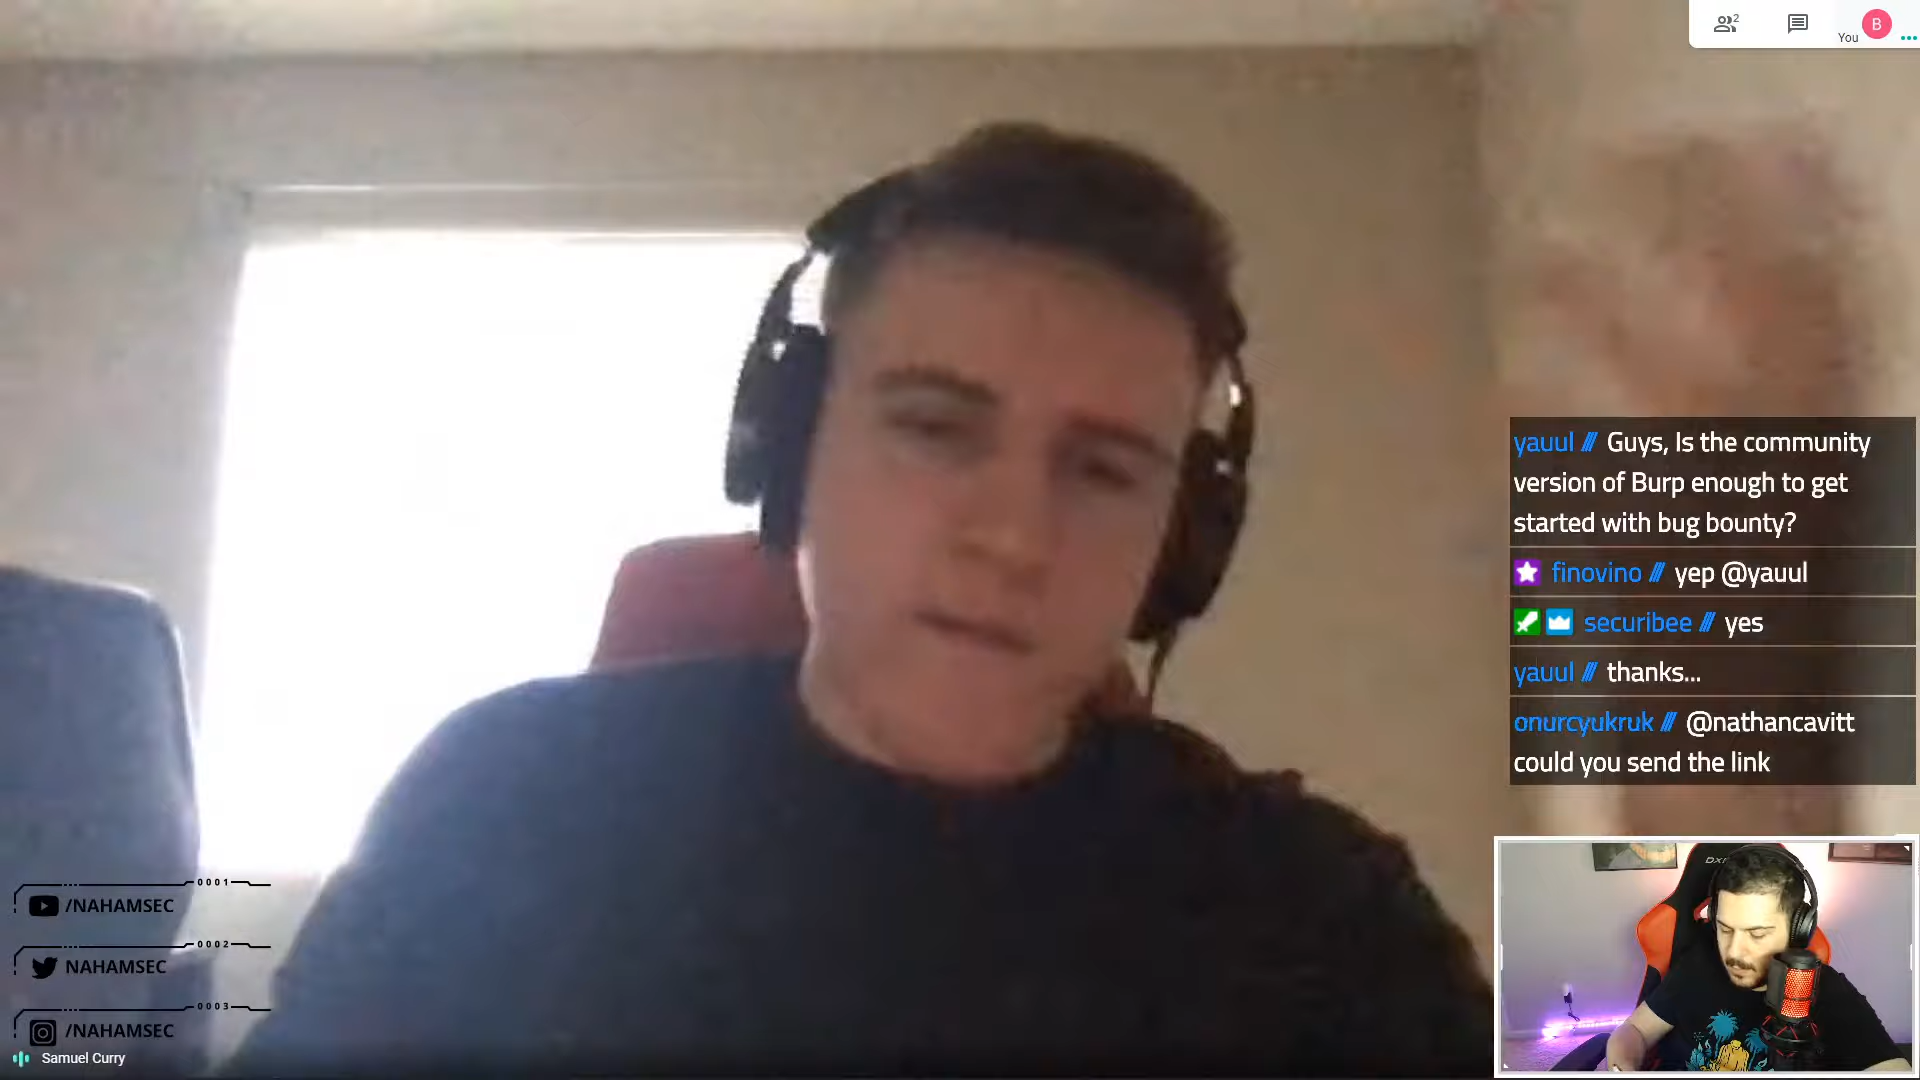 2
You
B
yauul /// Guys, Is the community
version of Burp enough to get
started with bug bounty?
finovino /// yep @yauul
securibee /// yes
yauul /// thanks...
onurcyukruk /// @nathancavitt
could you send the link
0001
/NAHAMSEC
0002
NAHAMSEC
0003
/NAHAMSEC
Samuel Curry